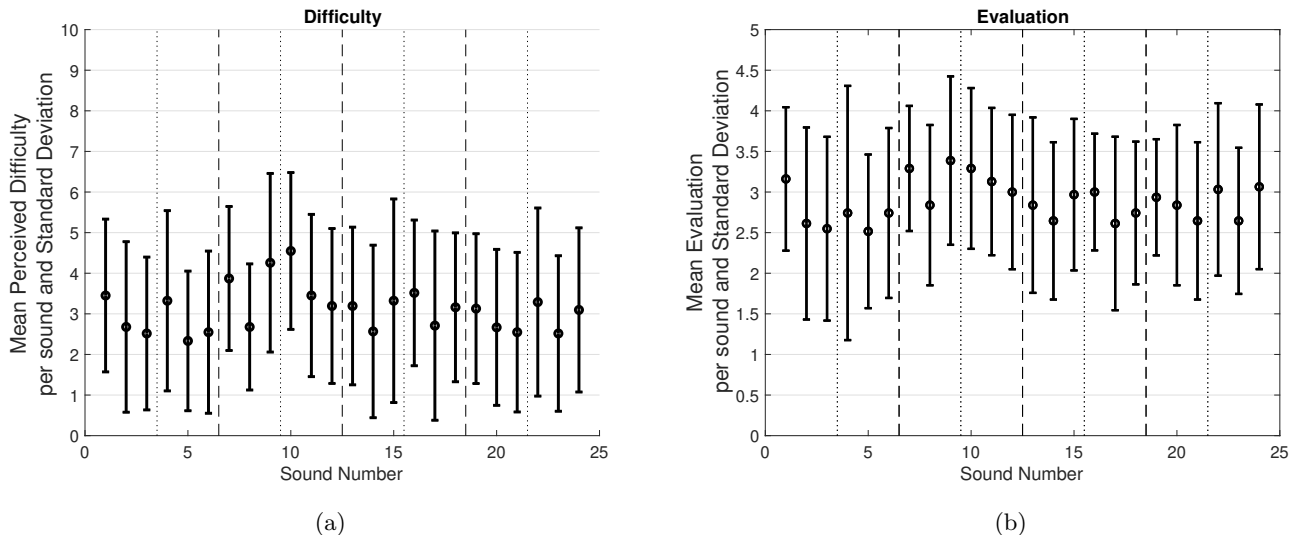 Difficulty
10
9
8
7
6
5
4
3
2
1
0
Mean Perceived Difficulty
per sound and Standard Deviation
0 5 10 15 20 25
Sound Number
(a)
Evaluation
5
4.5
4
3.5
3
2.5
2
1.5
1
0.5
0
Mean Evaluation
per sound and Standard Deviation
0 5 10 15 20 25
Sound Number
(b)